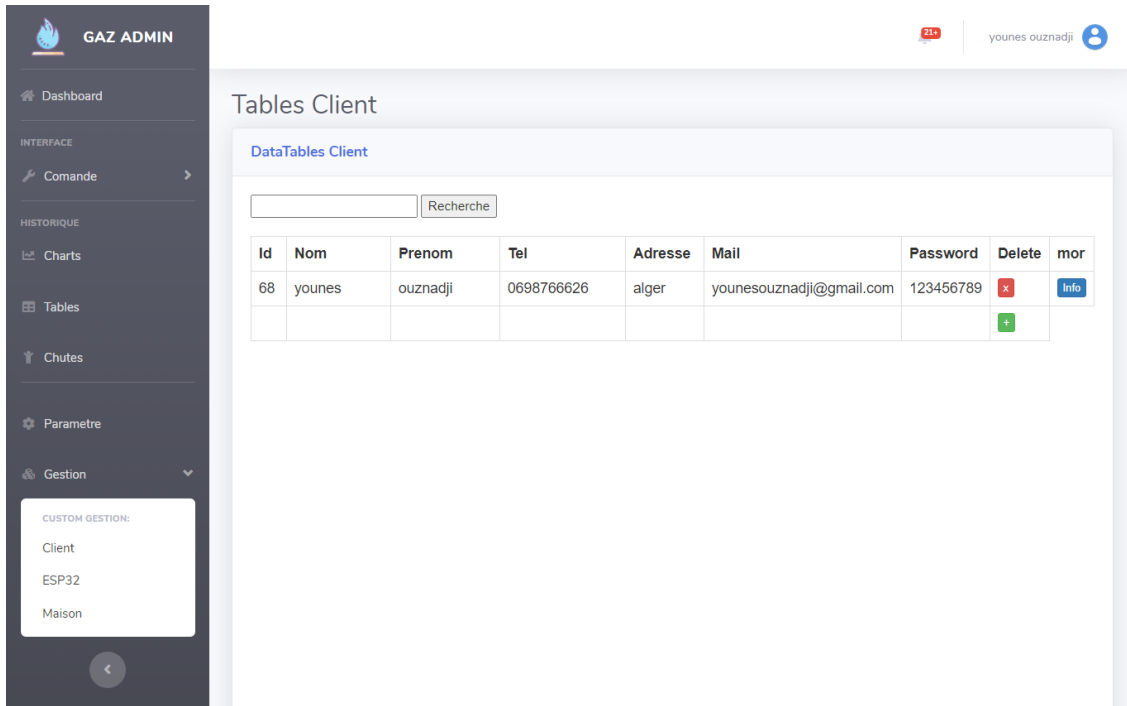 GAZ ADMIN
21+
younes ouznadji
Dashboard
INTERFACE
Comande
HISTORIQUE
Charts
Tables
Chutes
Parametre
Gestion
CUSTOM GESTION:
Client
ESP32
Maison
Tables Client
DataTables Client
Recherche
Id Nom Prenom Tel Adresse Mail Password Delete mor
68 younes ouznadji 0698766626 alger younesouznadji@gmail.com 123456789 x Info
+